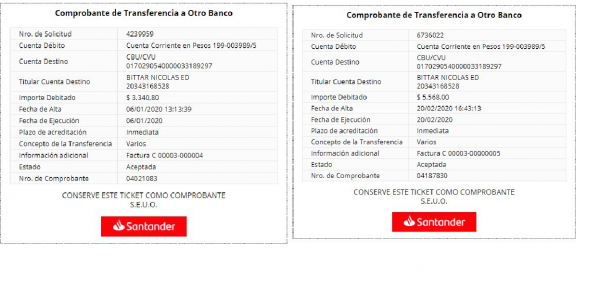 Comprobante de Transferencia a Otro Banco
Nro. de Solicitud 4239959
Cuenta Débito Cuenta Corriente en Pesos 199-003989/5
Cuenta Destino CBU/CVU
0170290540000033189297
Titular Cuenta Destino BITTAR NICOLAS ED
20343168528
Importe Debitado $ 3.340,80
Fecha de Alta 06/01/2020 13:13:39
Fecha de Ejecución 06/01/2020
Plazo de acreditación Inmediata
Concepto de la Transferencia Varios
Información adicional Factura C 00003-000004
Estado Aceptada
Nro. de Comprobante 04021083
CONSERVE ESTE TICKET COMO COMPROBANTE
S.E.U.O.
Santander
Comprobante de Transferencia a Otro Banco
Nro. de Solicitud 6736022
Cuenta Débito Cuenta Corriente en Pesos 199-003989/5
Cuenta Destino CBU/CVU
0170290540000033189297
Titular Cuenta Destino BITTAR NICOLAS ED
20343168528
Importe Debitado $ 5.568,00
Fecha de Alta 20/02/2020 16:43:13
Fecha de Ejecución 20/02/2020
Plazo de acreditación Inmediata
Concepto de la Transferencia Varios
Información adicional Factura C 00003-00000005
Estado Aceptada
Nro. de Comprobante 04187830
CONSERVE ESTE TICKET COMO COMPROBANTE
S.E.U.O.
Santander